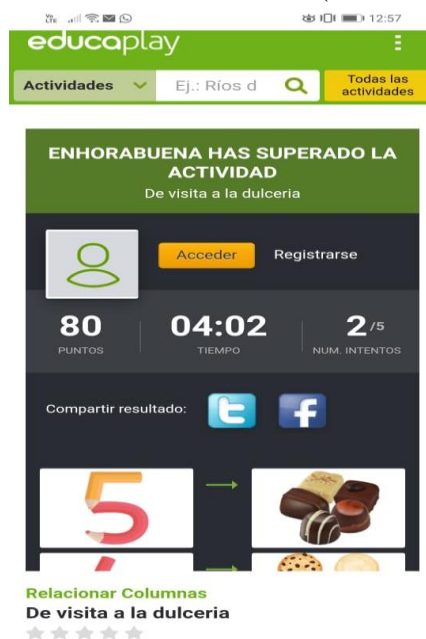 12:57
educaplay
Actividades
Ej.: Ríos d
Todas las
actividades
ENHORABUENA HAS SUPERADO LA
ACTIVIDAD
De visita a la dulceria
Acceder
Registrarse
80
04:02
2/5
PUNTOS
TIEMPO
NUM. INTENTOS
Compartir resultado:
5
Relacionar Columnas
De visita a la dulceria